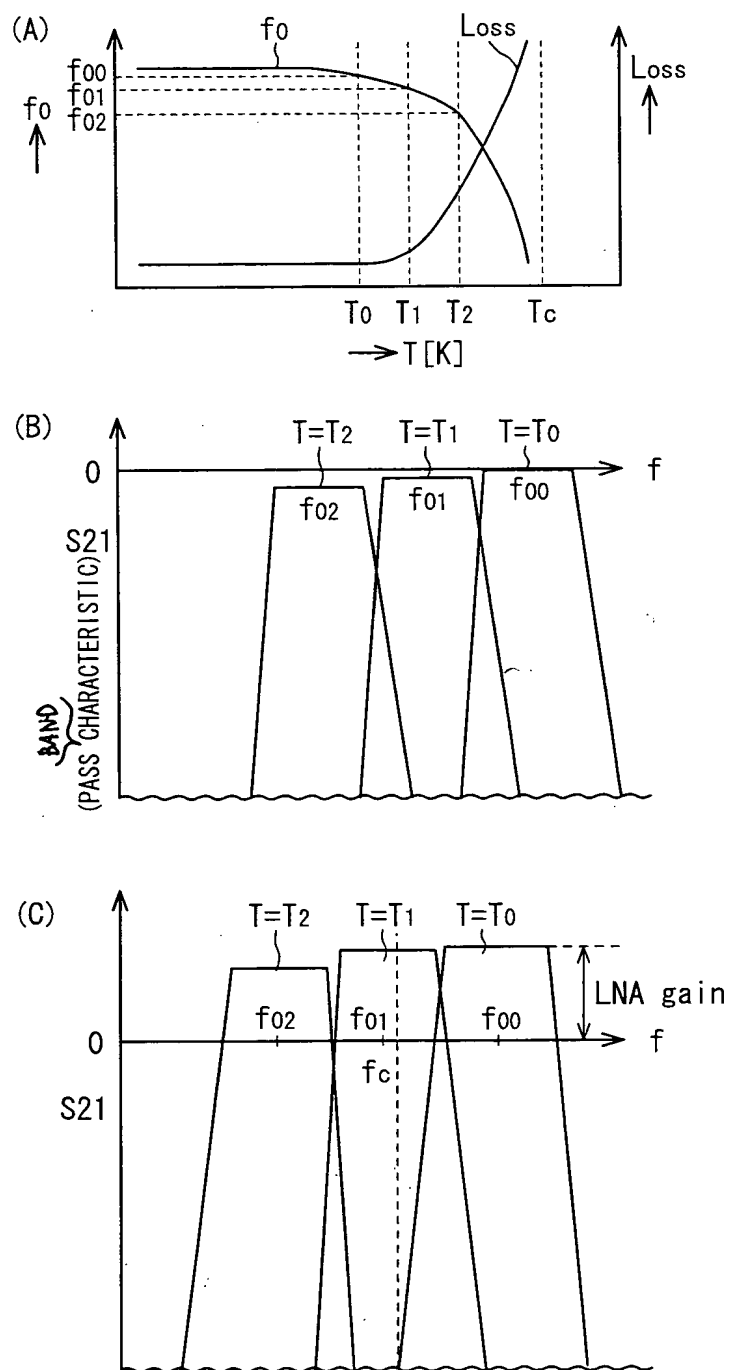 (A)
f0
Loss
f00
f01
f02
f0
Loss
T0 T1 T2 Tc
T[K]
(B)
T=T2 T=T1 T=T0
0
f
f02 f01 f00
S21
(PASS CHARACTERISTIC)
BAND
(C)
T=T2 T=T1 T=T0
LNA gain
f02 f01 f00
0
f
fc
S21